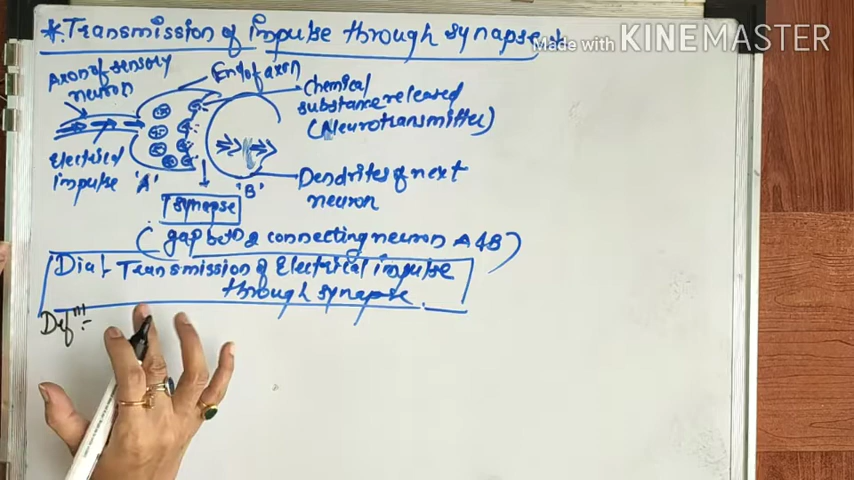 *. Transmission of impulse through synapse :-
Made with KINEMASTER
Axon of sensory
neuron
End of axon
Chemical
substance released
(Neurotransmitter)
Electrical
impulse
'A'
'B'
Dendrites of next
neuron
synapse
(gap betn 2 connecting neuron A & B)
Dia:- Transmission of Electrical impulse
through synapse.
Defn:-